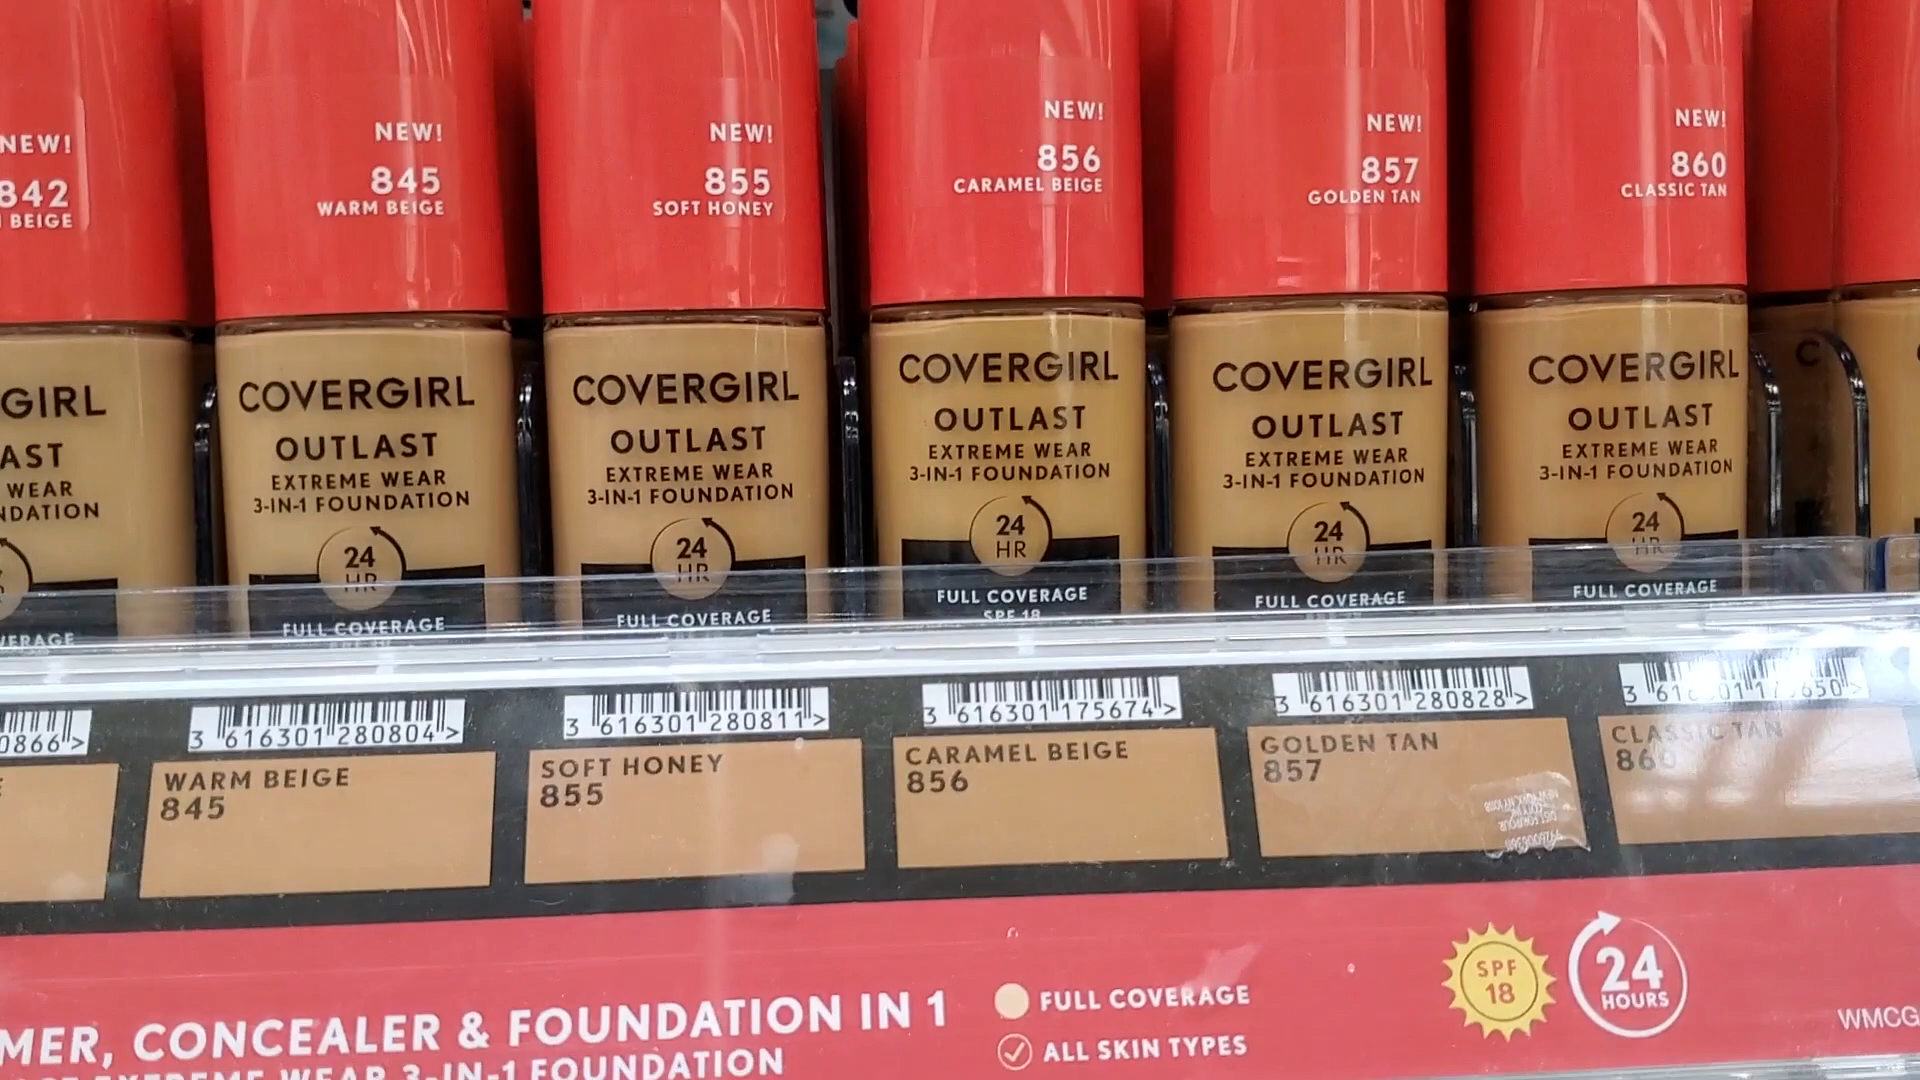 NEW!
842
BEIGE
GIRL
AST
WEAR
NDATION
VERAGE
NEW!
845
WARM BEIGE
COVERGIRL
OUTLAST
EXTREME WEAR
3-IN-1 FOUNDATION
24
HR
FULL COVERAGE
NEW!
855
SOFT HONEY
COVERGIRL
OUTLAST
EXTREME WEAR
3-IN-1 FOUNDATION
24
HR
FULL COVERAGE
NEW!
856
CARAMEL BEIGE
COVERGIRL
OUTLAST
EXTREME WEAR
3-IN-1 FOUNDATION
24
HR
FULL COVERAGE
SPF 18
NEW!
857
GOLDEN TAN
COVERGIRL
OUTLAST
EXTREME WEAR
3-IN-1 FOUNDATION
24
HR
FULL COVERAGE
NEW!
860
CLASSIC TAN
COVERGIRL
OUTLAST
EXTREME WEAR
3-IN-1 FOUNDATION
24
HR
FULL COVERAGE
C
0866>
3 616301 280804>
3 616301 280811>
3 616301 175674>
3 616301 280828>
WARM BEIGE
845
SOFT HONEY
855
CARAMEL BEIGE
856
GOLDEN TAN
857
CLASSIC TAN
860
MER, CONCEALER & FOUNDATION IN 1
EXTREME WEAR 3-IN-1 FOUNDATION
FULL COVERAGE
ALL SKIN TYPES
SPF
18
24
HOURS
WMCG